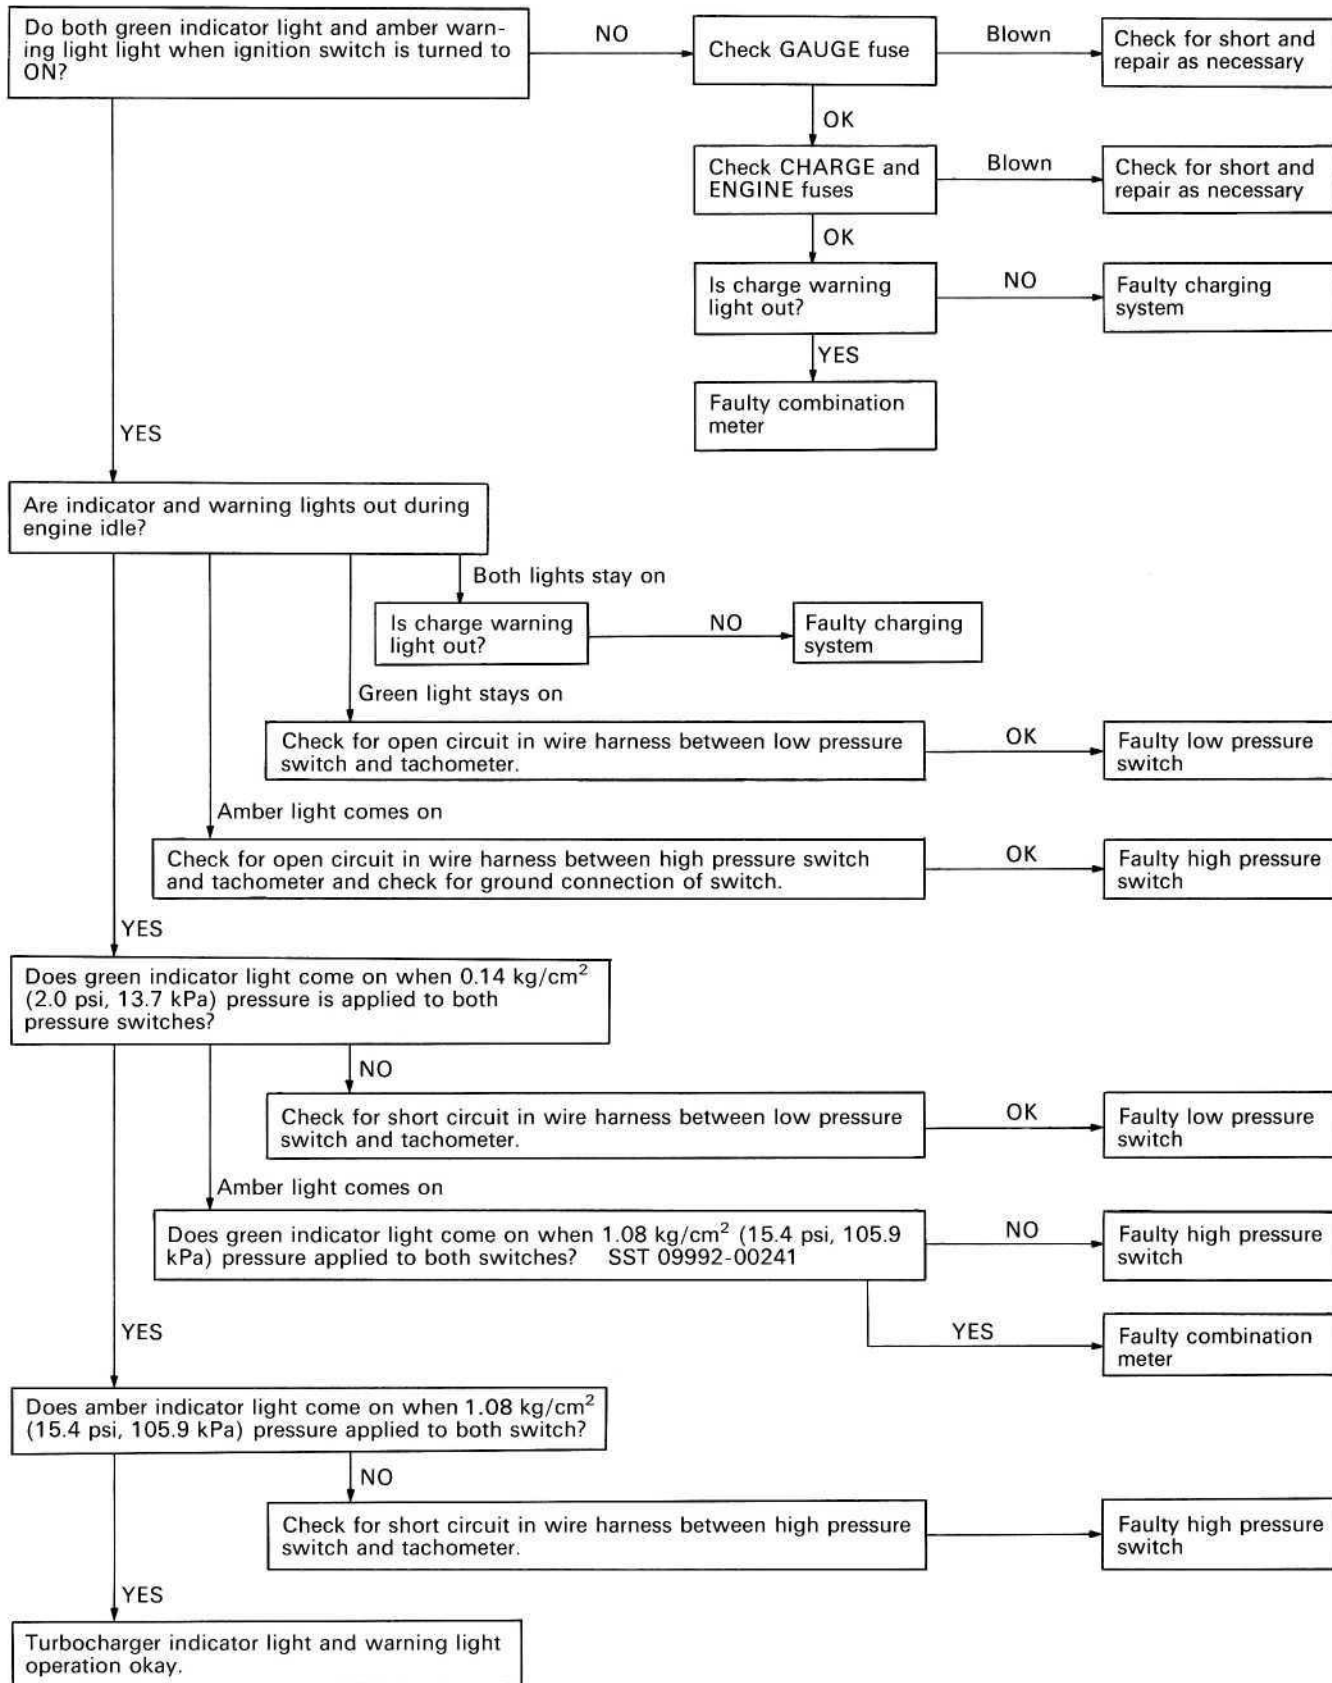 Do both green indicator light and amber warn-
ing light light when ignition switch is turned to
ON?
NO
Check GAUGE fuse
Blown
Check for short and
repair as necessary
OK
Check CHARGE and
ENGINE fuses
Blown
Check for short and
repair as necessary
OK
Is charge warning
light out?
NO
Faulty charging
system
YES
Faulty combination
meter
YES
Are indicator and warning lights out during
engine idle?
Both lights stay on
Is charge warning
light out?
NO
Faulty charging
system
Green light stays on
Check for open circuit in wire harness between low pressure
switch and tachometer.
OK
Faulty low pressure
switch
Amber light comes on
Check for open circuit in wire harness between high pressure switch
and tachometer and check for ground connection of switch.
OK
Faulty high pressure
switch
YES
Does green indicator light come on when 0.14 kg/cm²
(2.0 psi, 13.7 kPa) pressure is applied to both
pressure switches?
NO
Check for short circuit in wire harness between low pressure
switch and tachometer.
OK
Faulty low pressure
switch
Amber light comes on
Does green indicator light come on when 1.08 kg/cm² (15.4 psi, 105.9
kPa) pressure applied to both switches? SST 09992-00241
NO
Faulty high pressure
switch
YES
Faulty combination
meter
YES
Does amber indicator light come on when 1.08 kg/cm²
(15.4 psi, 105.9 kPa) pressure applied to both switch?
NO
Check for short circuit in wire harness between high pressure
switch and tachometer.
Faulty high pressure
switch
YES
Turbocharger indicator light and warning light
operation okay.